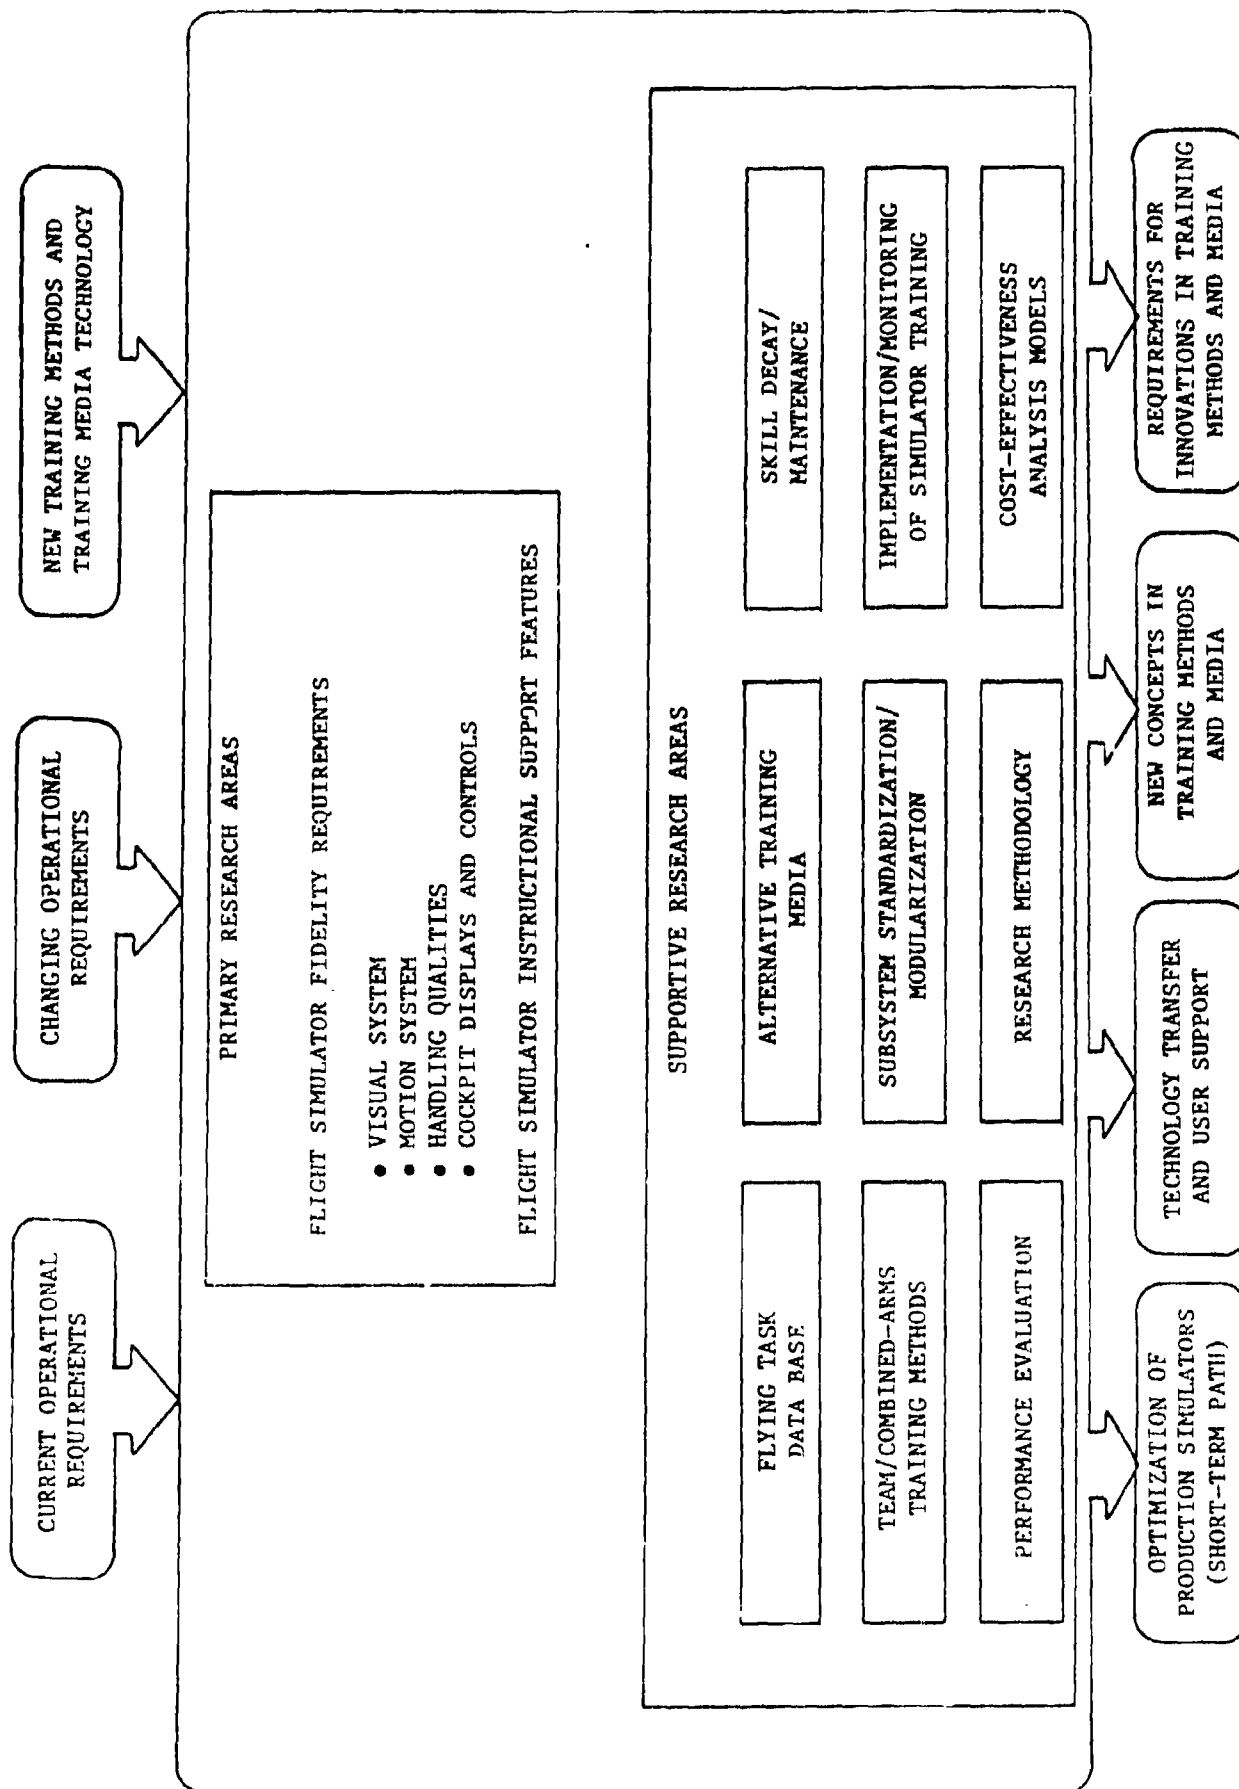 CURRENT OPERATIONAL
REQUIREMENTS
CHANGING OPERATIONAL
REQUIREMENTS
NEW TRAINING METHODS AND
TRAINING MEDIA TECHNOLOGY
PRIMARY RESEARCH AREAS
FLIGHT SIMULATOR FIDELITY REQUIREMENTS
● VISUAL SYSTEM
● MOTION SYSTEM
● HANDLING QUALITIES
● COCKPIT DISPLAYS AND CONTROLS
FLIGHT SIMULATOR INSTRUCTIONAL SUPPORT FEATURES
SUPPORTIVE RESEARCH AREAS
FLYING TASK
DATA BASE
ALTERNATIVE TRAINING
MEDIA
SKILL DECAY/
MAINTENANCE
TEAM/COMBINED-ARMS
TRAINING METHODS
SUBSYSTEM STANDARDIZATION/
MODULARIZATION
IMPLEMENTATION/MONITORING
OF SIMULATOR TRAINING
PERFORMANCE EVALUATION
RESEARCH METHODOLOGY
COST-EFFECTIVENESS
ANALYSIS MODELS
OPTIMIZATION OF
PRODUCTION SIMULATORS
(SHORT-TERM PATH)
TECHNOLOGY TRANSFER
AND USER SUPPORT
NEW CONCEPTS IN
TRAINING METHODS
AND MEDIA
REQUIREMENTS FOR
INNOVATIONS IN TRAINING
METHODS AND MEDIA